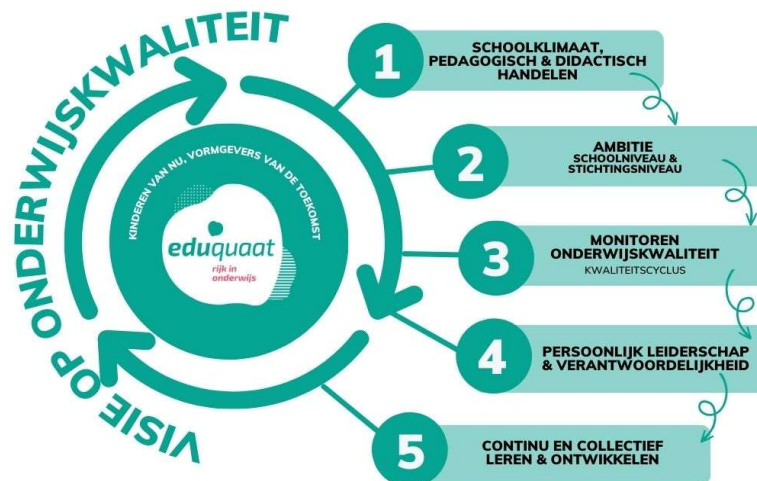 VISIE OP ONDERWIJSKWALITEIT
KINDEREN VAN NU, VORMGEVERS VAN DE TOEKOMST
eduquaat
rijk in
onderwijs
1
SCHOOLKLIMAAT,
PEDAGOGISCH & DIDACTISCH
HANDELEN
2
AMBITIE
SCHOOLNIVEAU &
STICHTINGSNIVEAU
3
MONITOREN
ONDERWIJSKWALITEIT
KWALITEITSCYCLUS
4
PERSOONLIJK LEIDERSCHAP
& VERANTWOORDELIJKHEID
5
CONTINU EN COLLECTIEF
LEREN & ONTWIKKELEN